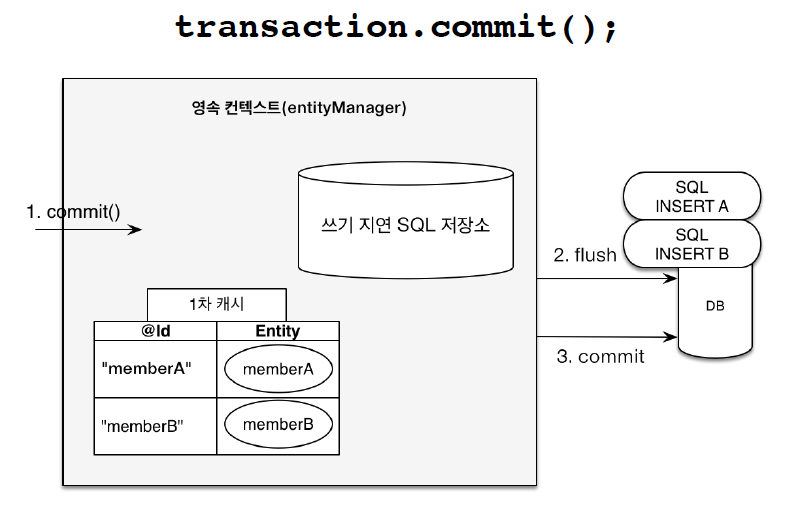 transaction.commit();
영속 컨텍스트(entityManager)
1. commit()
쓰기 지연 SQL 저장소
SQL
INSERT A
SQL
INSERT B
2. flush
DB
3. commit
1차 캐시
@Id Entity
"memberA" memberA
"memberB" memberB